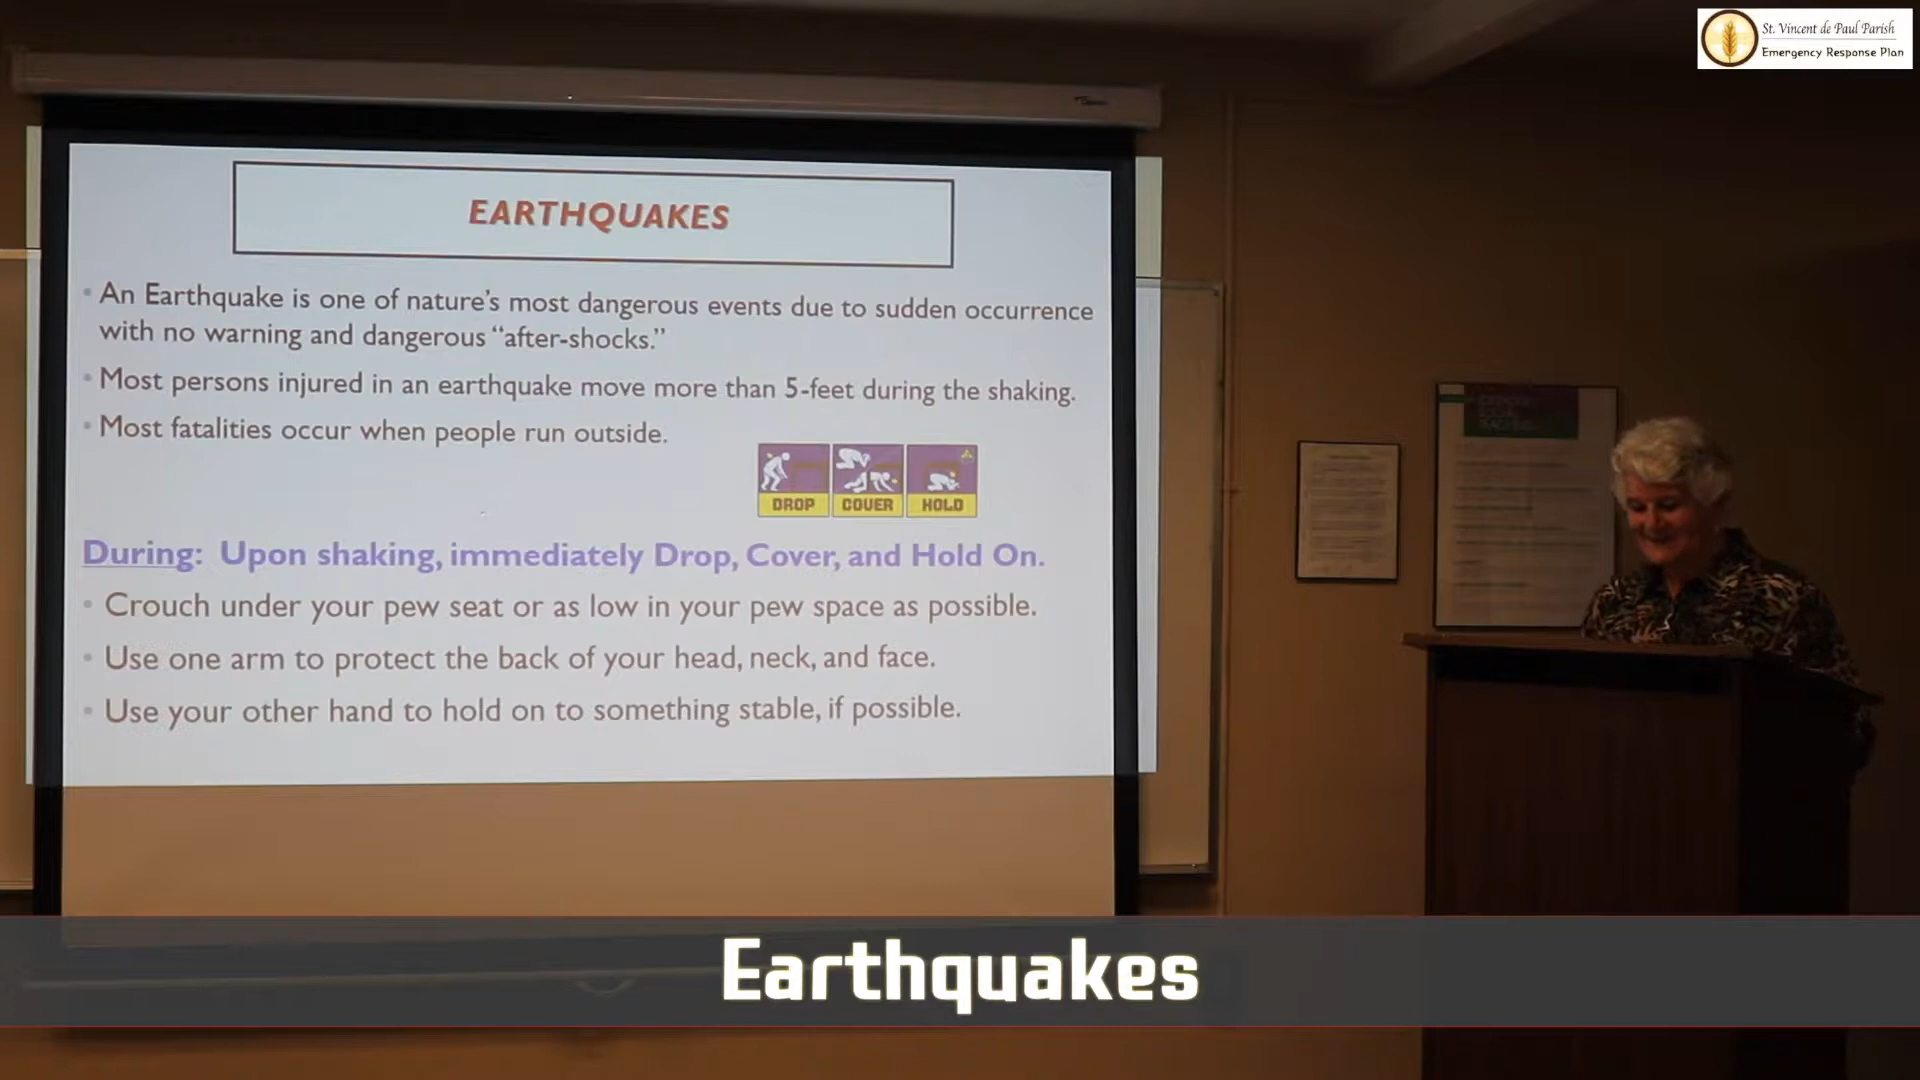 St. Vincent de Paul Parish
Emergency Response Plan
EARTHQUAKES
• An Earthquake is one of nature's most dangerous events due to sudden occurrence
with no warning and dangerous “after-shocks.”
• Most persons injured in an earthquake move more than 5-feet during the shaking.
• Most fatalities occur when people run outside.
DROP COVER HOLD
During: Upon shaking, immediately Drop, Cover, and Hold On.
• Crouch under your pew seat or as low in your pew space as possible.
• Use one arm to protect the back of your head, neck, and face.
• Use your other hand to hold on to something stable, if possible.
Earthquakes